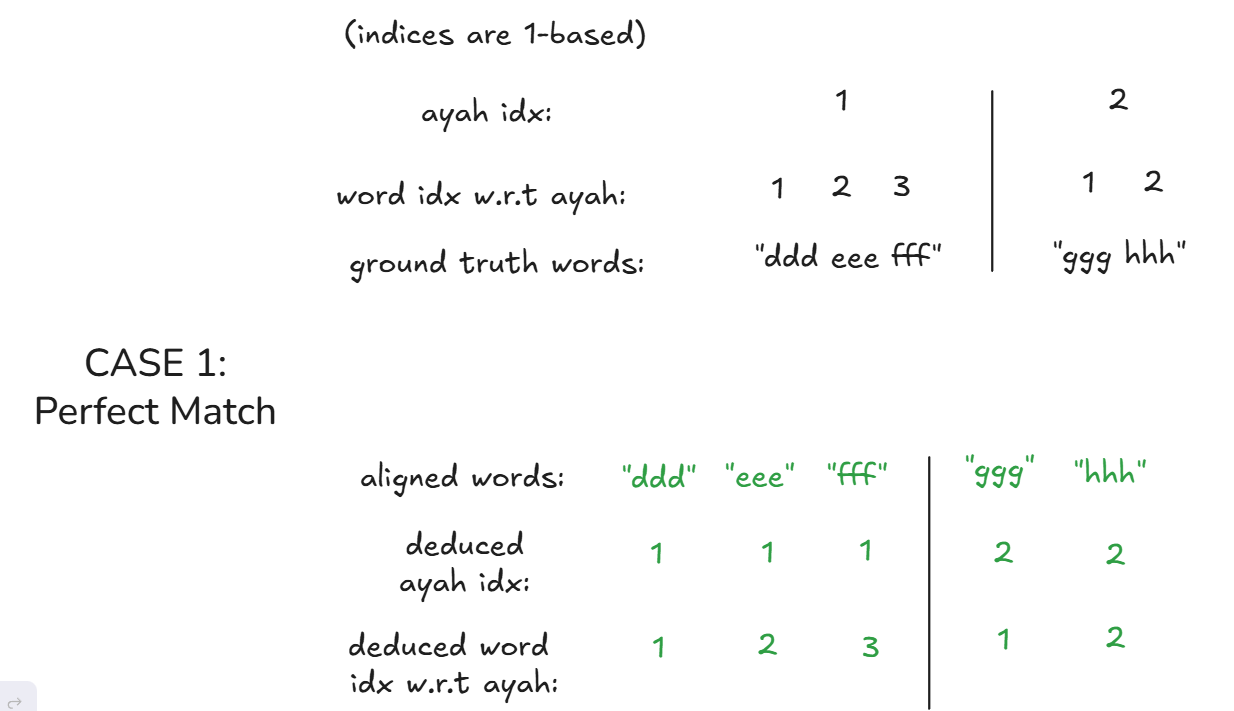 (indices are 1-based)
ayah idx: 1 2
word idx w.r.t ayah: 1 2 3 1 2
ground truth words: "ddd eee fff" "ggg hhh"
CASE 1:
Perfect Match
aligned words: "ddd" "eee" "fff" "ggg" "hhh"
deduced
ayah idx: 1 1 1 2 2
deduced word
idx w.r.t ayah: 1 2 3 1 2